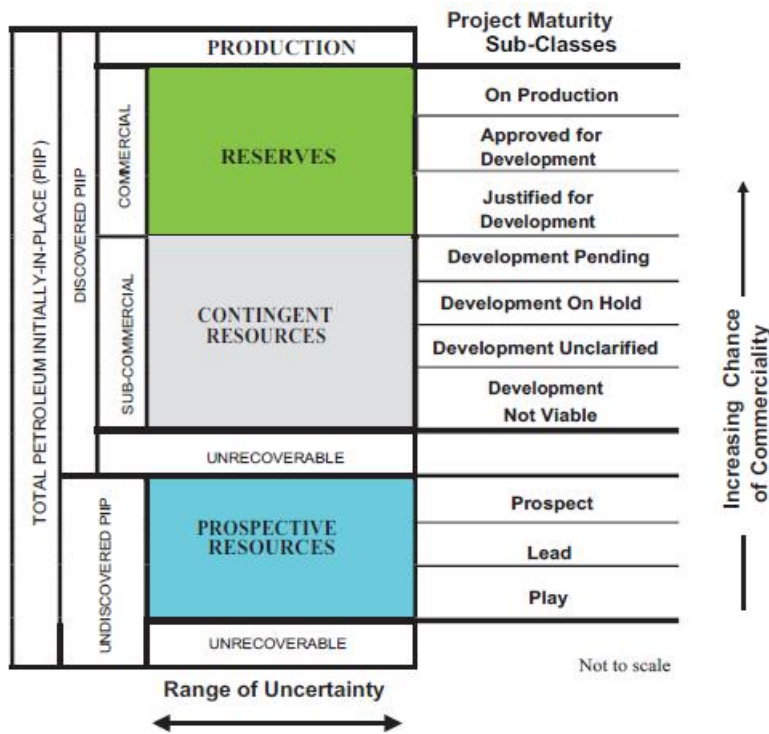 Project Maturity
Sub-Classes
PRODUCTION
On Production
Approved for
Development
Justified for
Development
RESERVES
COMMERCIAL
Development Pending
Development On Hold
Development Unclarified
Development
Not Viable
CONTINGENT
RESOURCES
SUB-COMMERCIAL
UNRECOVERABLE
DISCOVERED PIIP
TOTAL PETROLEUM INITIALLY-IN-PLACE (PIIP)
Prospect
Lead
Play
PROSPECTIVE
RESOURCES
UNDISCOVERED PIIP
UNRECOVERABLE
Not to scale
Range of Uncertainty
Increasing Chance
of Commerciality